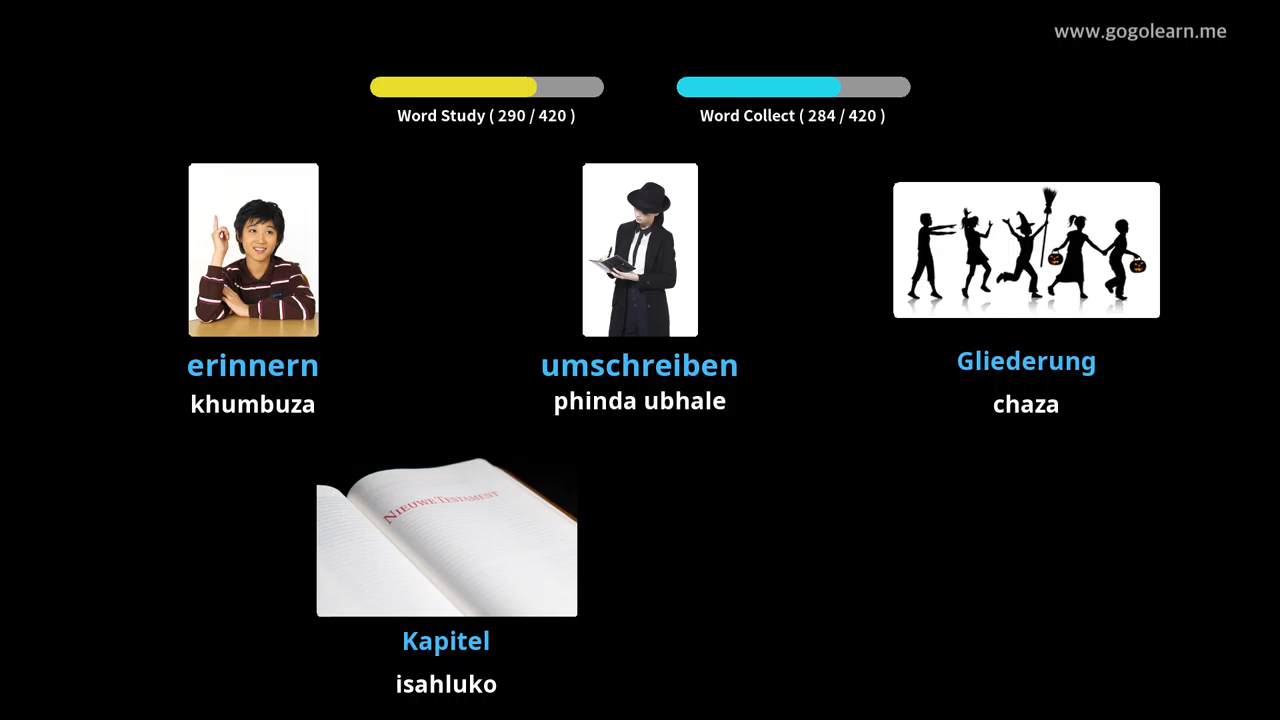 www.gogolearn.me
Word Study ( 290 / 420 )
Word Collect ( 284 / 420 )
erinnern
khumbuza
umschreiben
phinda ubhale
Gliederung
chaza
NIEUWE TESTAMENT
Kapitel
isahluko